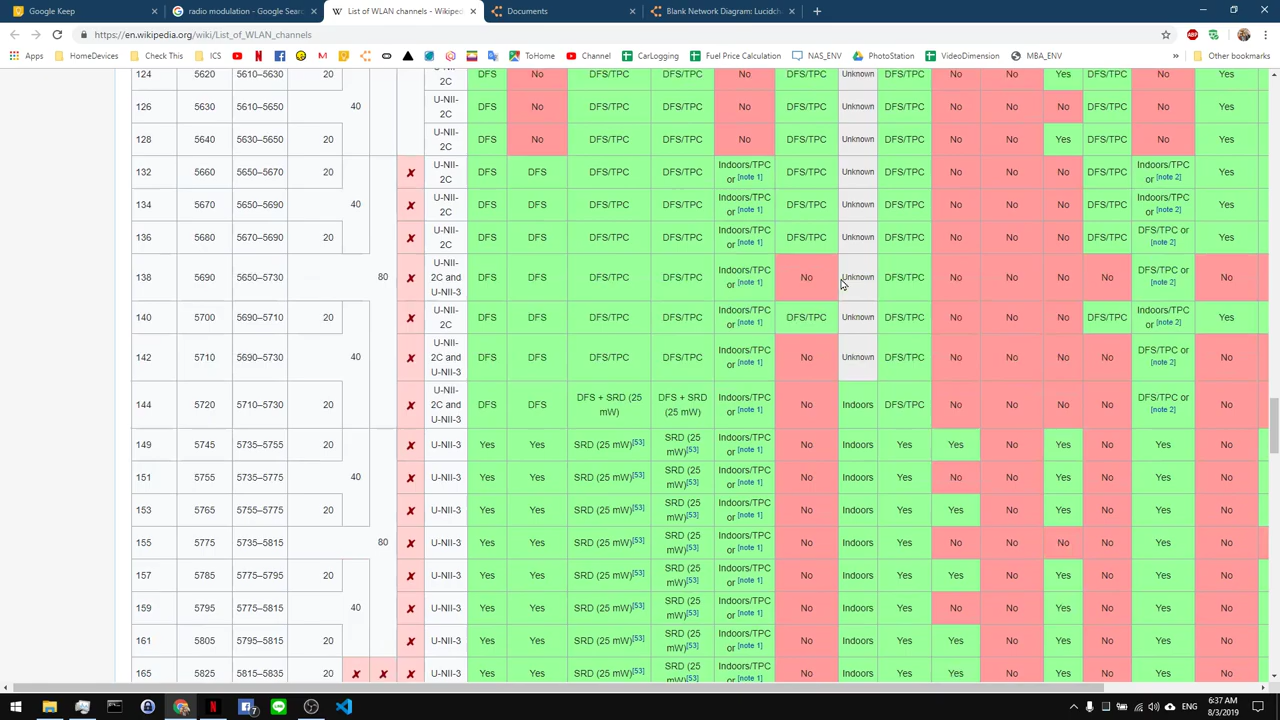 Google Keep
radio modulation - Google Sear
List of WLAN channels - Wikiped
Documents
Blank Network Diagram: Lucidch
https://en.wikipedia.org/wiki/List_of_WLAN_channels
Apps HomeDevices Check This ICS ToHome Channel CarLogging Fuel Price Calculation NAS_ENV PhotoStation VideoDimension MBA_ENV Other bookmarks
124 5620 5610–5630 20 U-NII-2C DFS No DFS/TPC DFS/TPC No DFS/TPC Unknown DFS/TPC No No Yes DFS/TPC No Yes
126 5630 5610–5650 40 U-NII-2C DFS No DFS/TPC DFS/TPC No DFS/TPC Unknown DFS/TPC No No No DFS/TPC No Yes
128 5640 5630–5650 20 U-NII-2C DFS No DFS/TPC DFS/TPC No DFS/TPC Unknown DFS/TPC No No Yes DFS/TPC No Yes
132 5660 5650–5670 20 ✘ U-NII-2C DFS DFS DFS/TPC DFS/TPC Indoors/TPC or [note 1] DFS/TPC Unknown DFS/TPC No No No DFS/TPC Indoors/TPC or [note 2] Yes
134 5670 5650–5690 40 ✘ U-NII-2C DFS DFS DFS/TPC DFS/TPC Indoors/TPC or [note 1] DFS/TPC Unknown DFS/TPC No No No DFS/TPC Indoors/TPC or [note 2] Yes
136 5680 5670–5690 20 ✘ U-NII-2C DFS DFS DFS/TPC DFS/TPC Indoors/TPC or [note 1] DFS/TPC Unknown DFS/TPC No No No DFS/TPC DFS/TPC or [note 2] Yes
138 5690 5650–5730 80 ✘ U-NII-2C and U-NII-3 DFS DFS DFS/TPC DFS/TPC Indoors/TPC or [note 1] No Unknown DFS/TPC No No No No DFS/TPC or [note 2] No
140 5700 5690–5710 20 ✘ U-NII-2C DFS DFS DFS/TPC DFS/TPC Indoors/TPC or [note 1] DFS/TPC Unknown DFS/TPC No No No DFS/TPC Indoors/TPC or [note 2] Yes
142 5710 5690–5730 40 ✘ U-NII-2C and U-NII-3 DFS DFS DFS/TPC DFS/TPC Indoors/TPC or [note 1] No Unknown DFS/TPC No No No No DFS/TPC or [note 2] No
144 5720 5710–5730 20 ✘ U-NII-2C and U-NII-3 DFS DFS DFS + SRD (25 mW) DFS + SRD (25 mW) Indoors/TPC or [note 1] No Indoors DFS/TPC No No No No DFS/TPC or [note 2] No
149 5745 5735–5755 20 ✘ U-NII-3 Yes Yes SRD (25 mW)[53] SRD (25 mW)[53] Indoors/TPC or [note 1] No Indoors Yes Yes No Yes No Yes No
151 5755 5735–5775 40 ✘ U-NII-3 Yes Yes SRD (25 mW)[53] SRD (25 mW)[53] Indoors/TPC or [note 1] No Indoors Yes No No Yes No Yes No
153 5765 5755–5775 20 ✘ U-NII-3 Yes Yes SRD (25 mW)[53] SRD (25 mW)[53] Indoors/TPC or [note 1] No Indoors Yes Yes No Yes No Yes No
155 5775 5735–5815 80 ✘ U-NII-3 Yes Yes SRD (25 mW)[53] SRD (25 mW)[53] Indoors/TPC or [note 1] No Indoors Yes No No No No Yes No
157 5785 5775–5795 20 ✘ U-NII-3 Yes Yes SRD (25 mW)[53] SRD (25 mW)[53] Indoors/TPC or [note 1] No Indoors Yes Yes No Yes No Yes No
159 5795 5775–5815 40 ✘ U-NII-3 Yes Yes SRD (25 mW)[53] SRD (25 mW)[53] Indoors/TPC or [note 1] No Indoors Yes No No Yes No Yes No
161 5805 5795–5815 20 ✘ U-NII-3 Yes Yes SRD (25 mW)[53] SRD (25 mW)[53] Indoors/TPC or [note 1] No Indoors Yes Yes No Yes No Yes No
165 5825 5815–5835 20 ✘ ✘ ✘ U-NII-3 Yes Yes SRD (25 mW)[53] SRD (25 mW)[53] Indoors/TPC or [note 1] No Indoors Yes Yes No Yes No Yes No
ENG
6:37 AM
8/3/2019